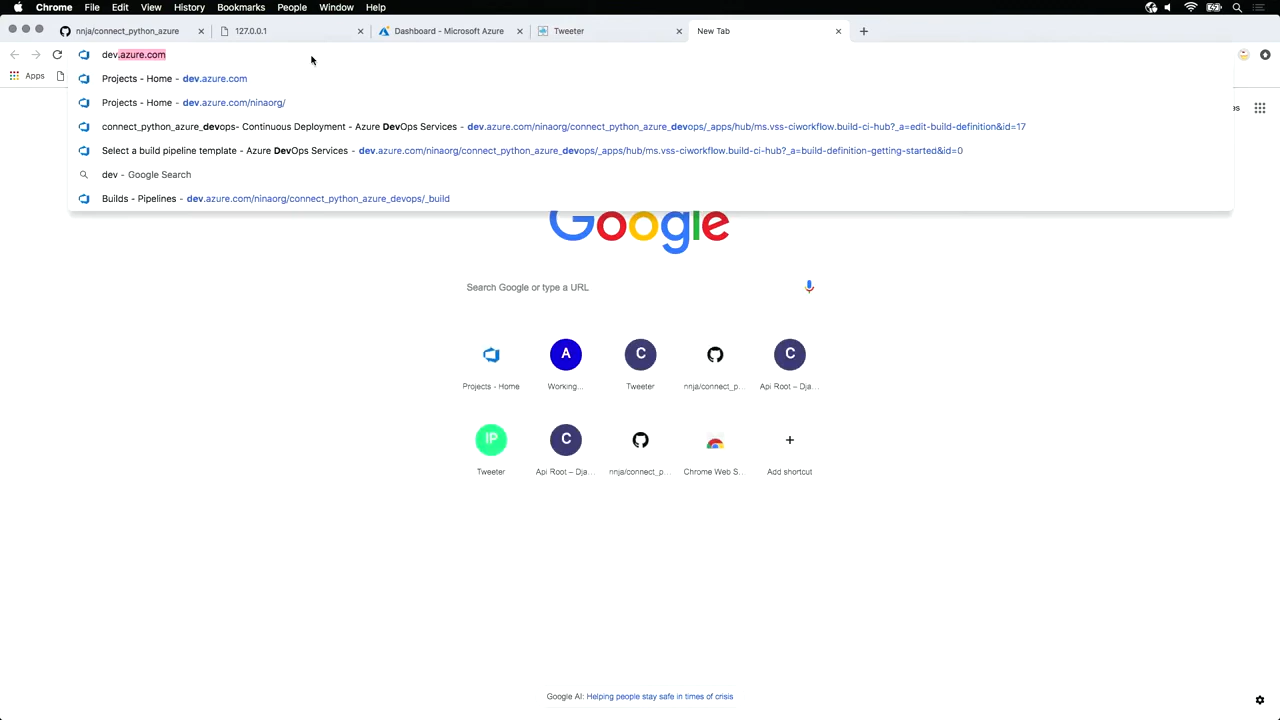 Chrome File Edit View History Bookmarks People Window Help
nnja/connect_python_azure 127.0.0.1 Dashboard - Microsoft Azure Tweeter New Tab
dev.azure.com
Apps
Projects - Home - dev.azure.com
Projects - Home - dev.azure.com/ninaorg/
connect_python_azure_devops- Continuous Deployment - Azure DevOps Services - dev.azure.com/ninaorg/connect_python_azure_devops/_apps/hub/ms.vss-ciworkflow.build-ci-hub?_a=edit-build-definition&id=17
Select a build pipeline template - Azure DevOps Services - dev.azure.com/ninaorg/connect_python_azure_devops/_apps/hub/ms.vss-ciworkflow.build-ci-hub?_a=build-definition-getting-started&id=0
dev - Google Search
Builds - Pipelines - dev.azure.com/ninaorg/connect_python_azure_devops/_build
Google
Search Google or type a URL
A C C
Projects - Home Working... Tweeter nnja/connect_p... Api Root – Dja...
IP C
Tweeter Api Root – Dja... nnja/connect_p... Chrome Web S... Add shortcut
Google AI: Helping people stay safe in times of crisis